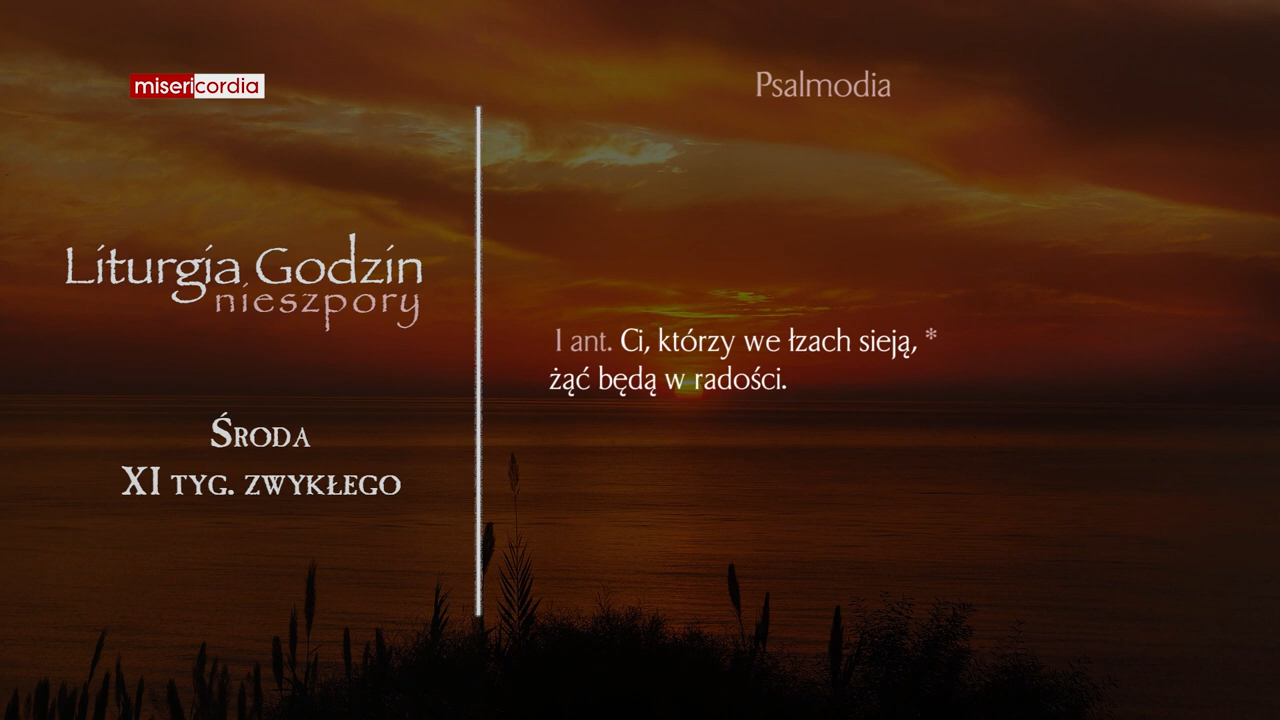 misericordia
Psalmodia
Liturgia Godzin
nieszpory
I ant. Ci, którzy we łzach sieją, *
żąć będą w radości.
Środa
XI tyg. zwykłego